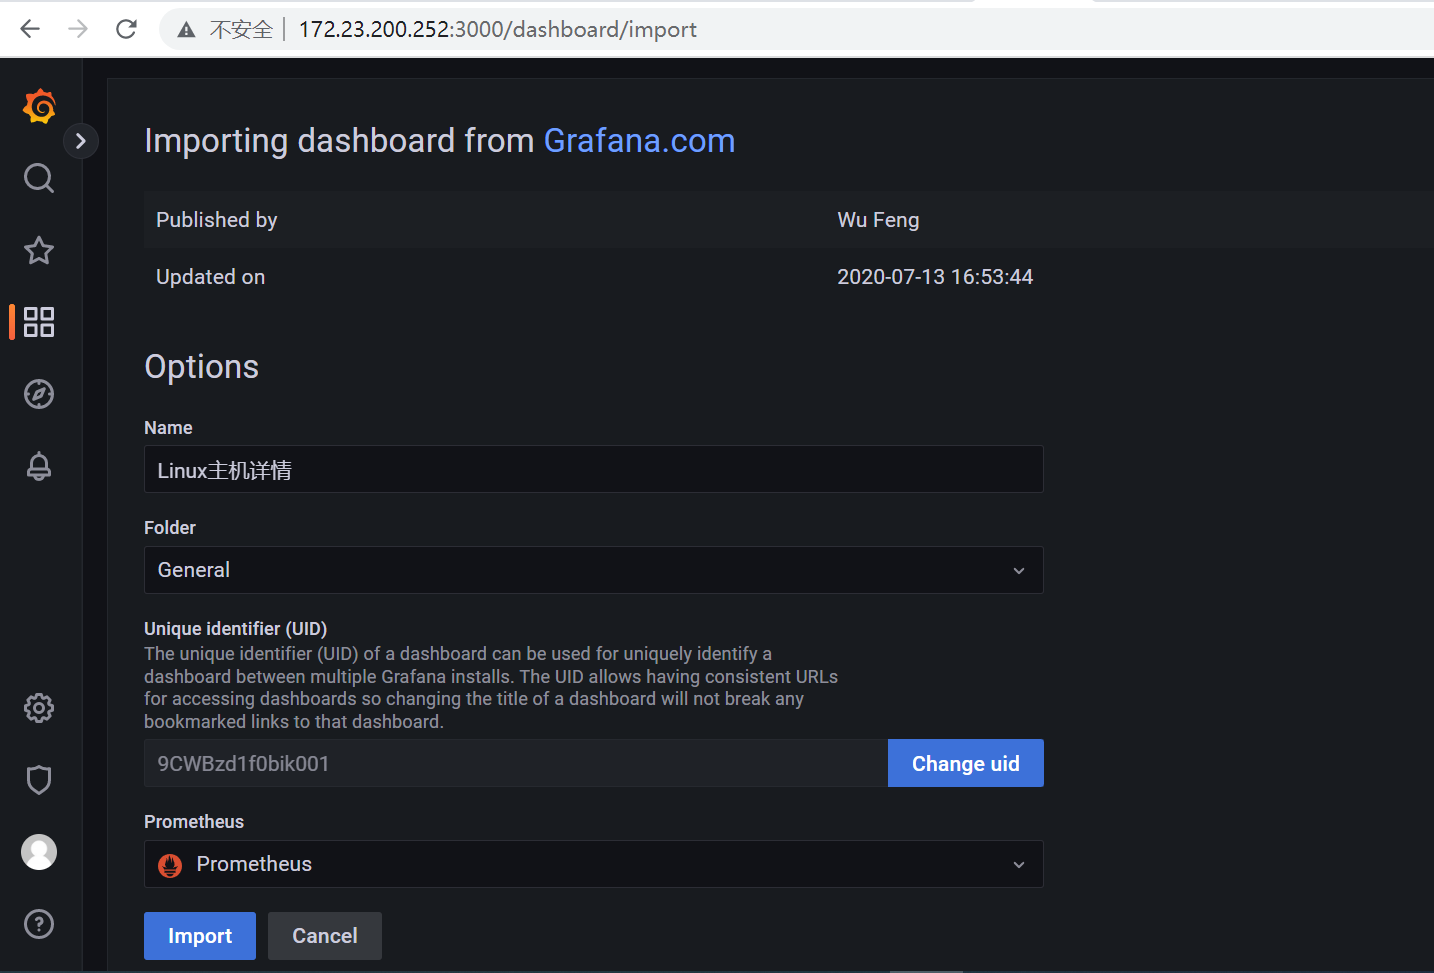 不安全 | 172.23.200.252:3000/dashboard/import
Importing dashboard from Grafana.com
Published by Wu Feng
Updated on 2020-07-13 16:53:44
Options
Name
Linux主机详情
Folder
General
Unique identifier (UID)
The unique identifier (UID) of a dashboard can be used for uniquely identify a
dashboard between multiple Grafana installs. The UID allows having consistent URLs
for accessing dashboards so changing the title of a dashboard will not break any
bookmarked links to that dashboard.
9CWBzd1f0bik001 Change uid
Prometheus
Prometheus
Import Cancel